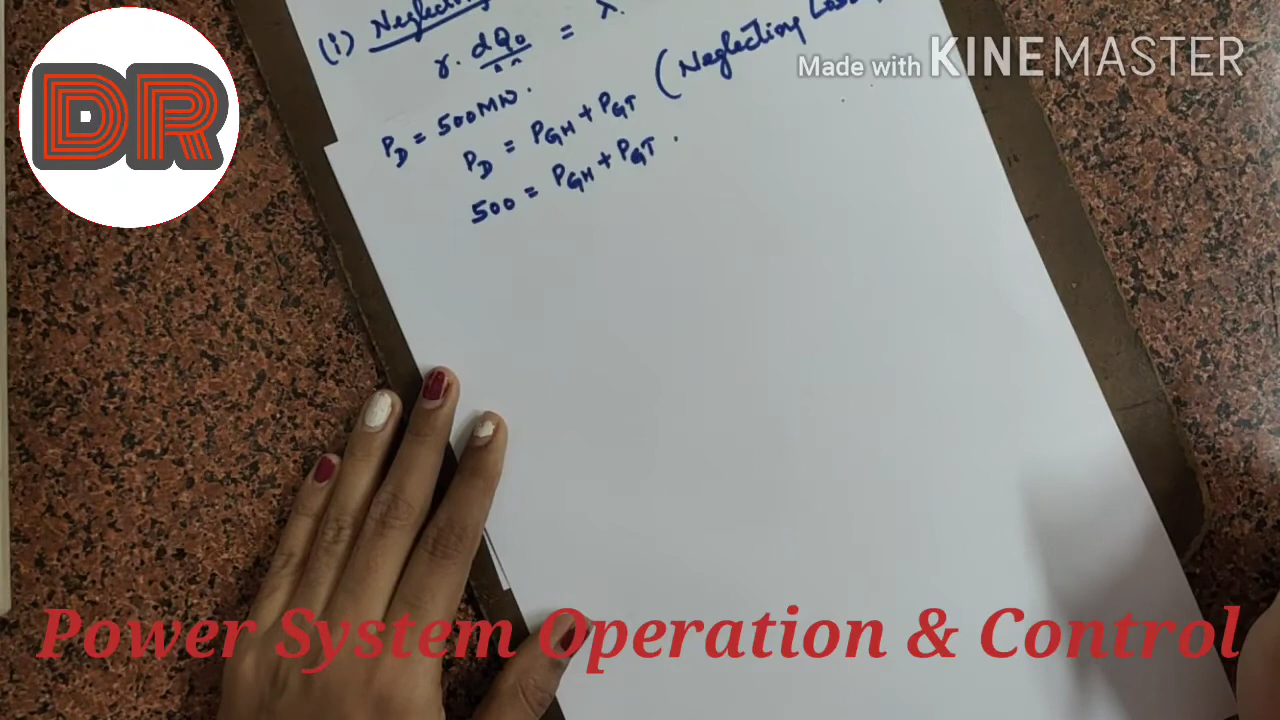 (i) Neglecting
γ. dQ₀ = λ.
P_D = 500MW.
P_D = P_GH + P_GT (Neglecting Loss
500 = P_GH + P_GT .
DR
Made with KINEMASTER
Power System Operation & Control